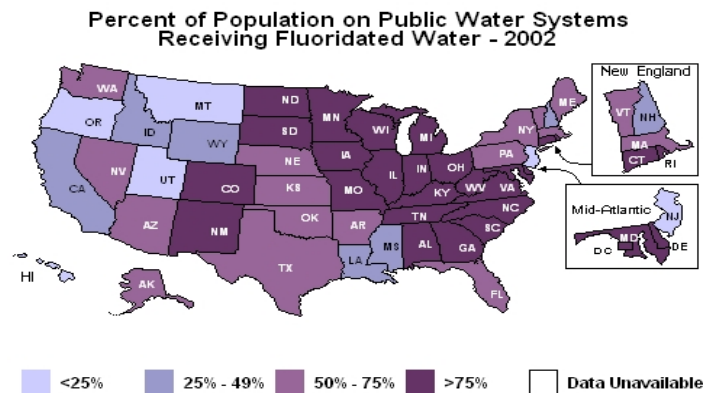 Percent of Population on Public Water Systems
Receiving Fluoridated Water - 2002
New England
WA
MT
ND
MN
ME
VT
NH
OR
ID
SD
WI
MI
NY
MA
WY
CT
RI
IA
PA
NV
NE
OH
UT
IL
IN
CA
CO
KS
MO
WV
VA
KY
Mid-Atlantic
NJ
NC
AZ
NM
OK
AR
TN
SC
MD
DC
DE
MS
AL
GA
LA
TX
HI
AK
FL
<25%
25% - 49%
50% - 75%
>75%
Data Unavailable